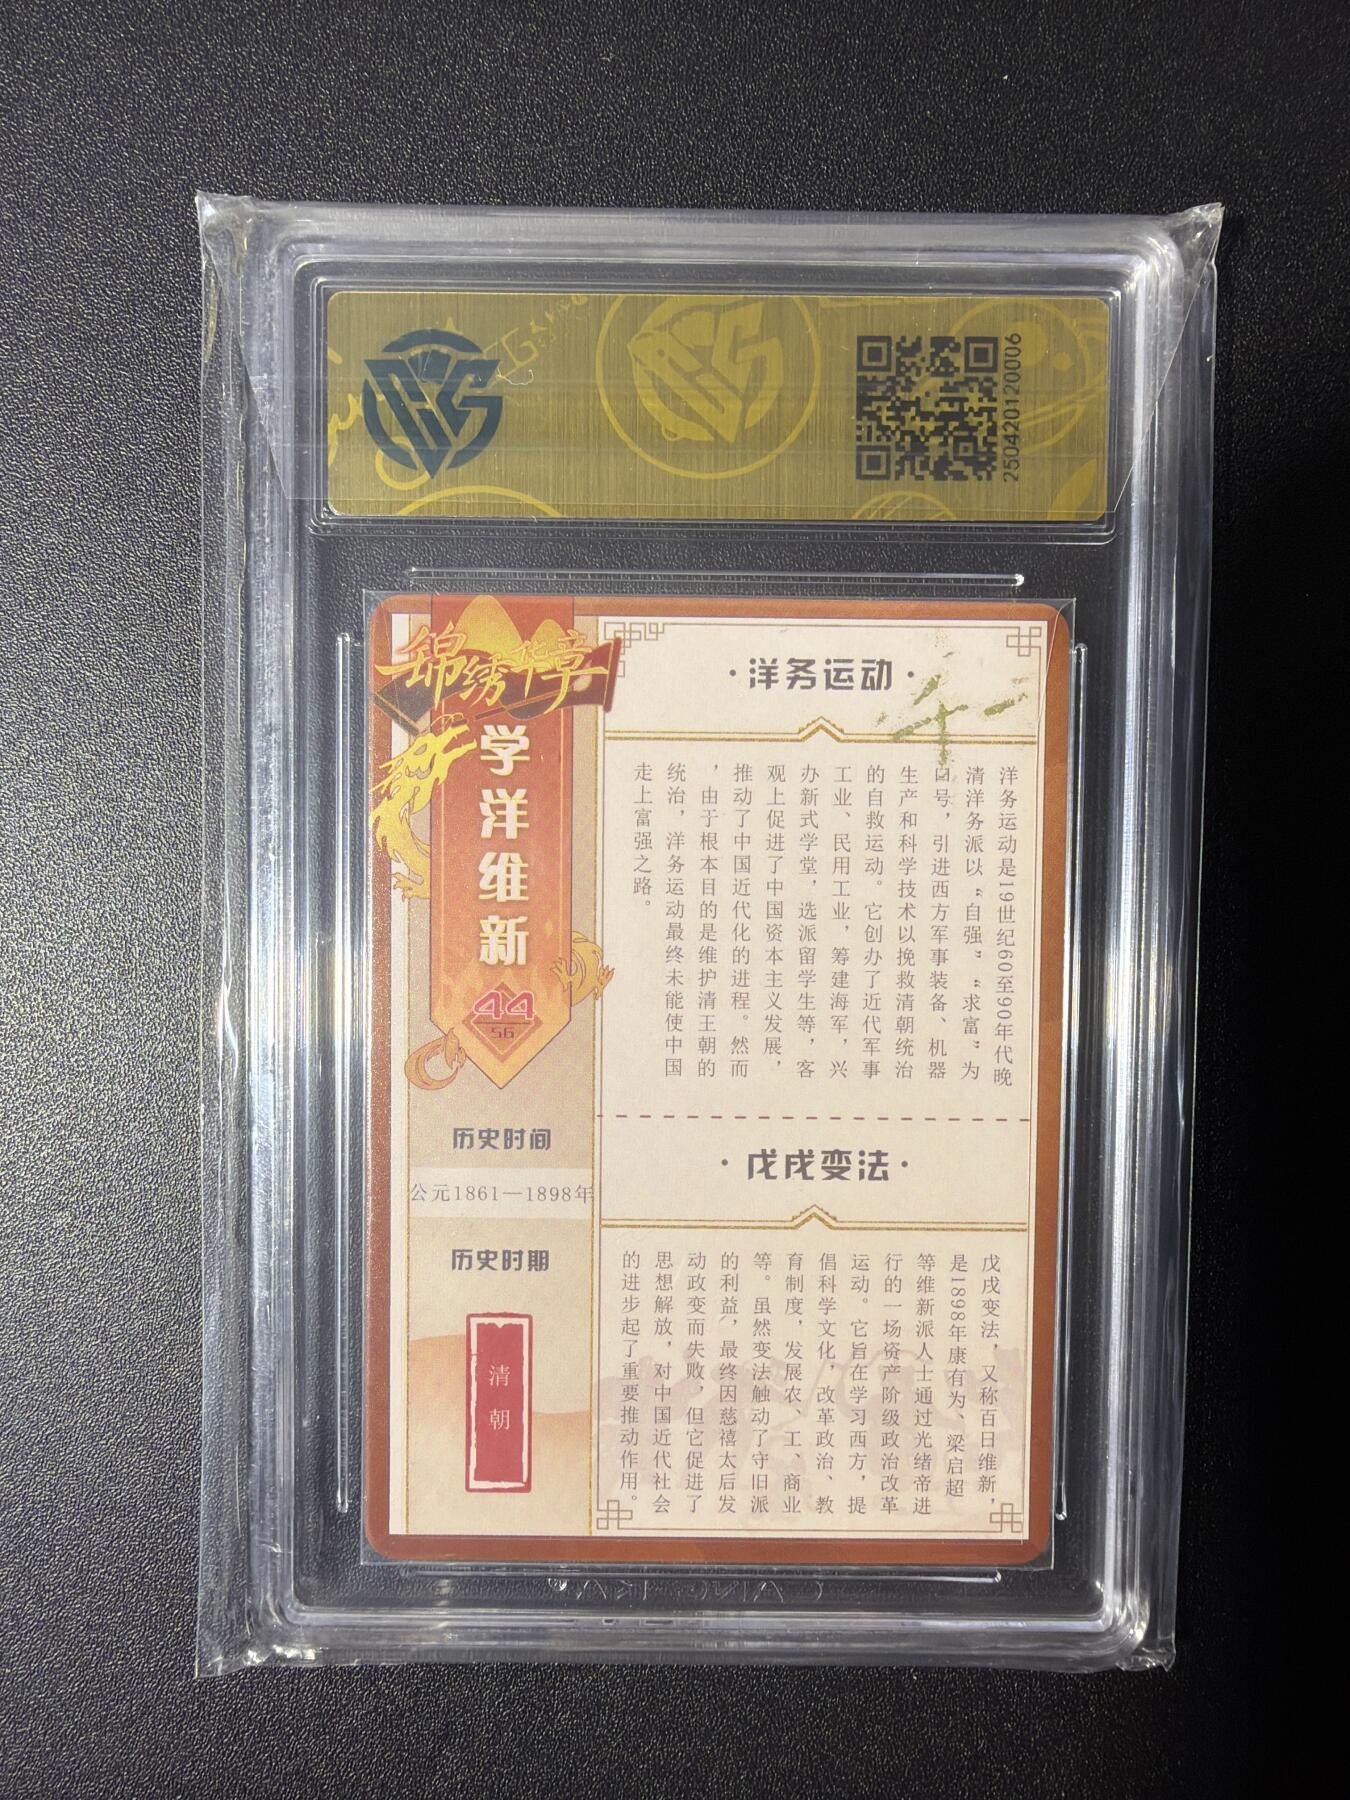 250420120006
锦绣华章
学洋维新
44
56
历史时间
公元1861—1898年
历史时期
清朝
·洋务运动·
洋务运动是19世纪60至90年代晚
清洋务派以“自强”“求富”为
口号，引进西方军事装备、机器
生产和科学技术以挽救清朝统治
的自救运动。它创办了近代军事
工业、民用工业，筹建海军，兴
办新式学堂，选派留学生等，客
观上促进了中国资本主义发展，
推动了中国近代化的进程。然而
，由于根本目的是维护清王朝的
统治，洋务运动最终未能使中国
走上富强之路。
·戊戌变法·
戊戌变法，又称百日维新，
是1898年康有为、梁启超
等维新派人士通过光绪帝进
行的一场资产阶级政治改革
运动。它旨在学习西方，提
倡科学文化，改革政治、教
育制度，发展农、工、商业
等。虽然变法触动了守旧派
的利益，最终因慈禧太后发
动政变而失败，但它促进了
思想解放，对中国近代社会
的进步起了重要推动作用。